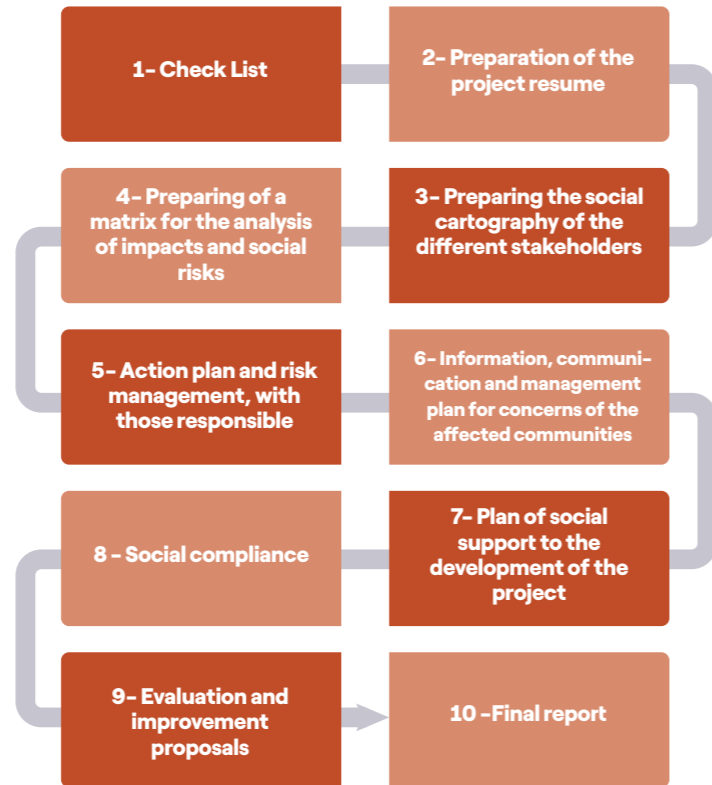 1- Check List
2- Preparation of the
project resume
3- Preparing the social
cartography of the
different stakeholders
4- Preparing of a
matrix for the analysis
of impacts and social
risks
5- Action plan and risk
management, with
those responsible
6- Information, communi-
cation and management
plan for concerns of the
affected communities
7- Plan of social
support to the
development of the
project
8 - Social compliance
9- Evaluation and
improvement
proposals
10 -Final report